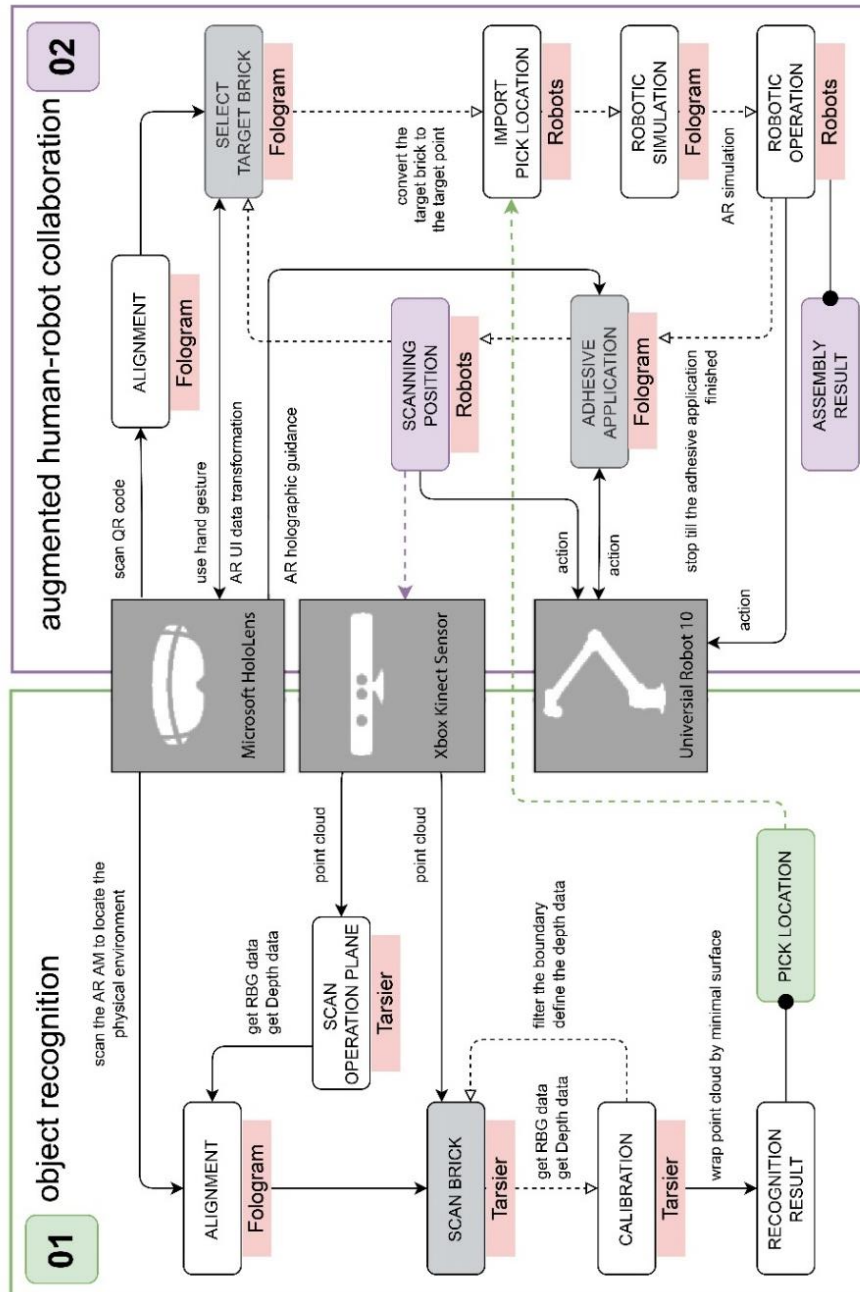 01
object recognition
scan the AR AM to locate the
physical environment
ALIGNMENT
Fologram
get RBG data
get Depth data
SCAN
OPERATION PLANE
Tarsier
point cloud
point cloud
SCAN BRICK
Tarsier
get RBG data
get Depth data
filter the boundary
define the depth data
CALIBRATION
Tarsier
wrap point cloud by minimal surface
RECOGNITION
RESULT
PICK LOCATION
Microsoft HoloLens
Xbox Kinect Sensor
Universial Robot 10
augmented human-robot collaboration
02
scan QR code
ALIGNMENT
Fologram
SELECT
TARGET BRICK
Fologram
use hand gesture
AR UI data transformation
AR holographic guidance
SCANNING
POSITION
Robots
convert the
target brick to
the target point
IMPORT
PICK LOCATION
Robots
action
action
ADHESIVE
APPLICATION
Fologram
ROBOTIC
SIMULATION
Fologram
AR simulation
stop till the adhesive application
finished
action
ROBOTIC
OPERATION
Robots
ASSEMBLY
RESULT